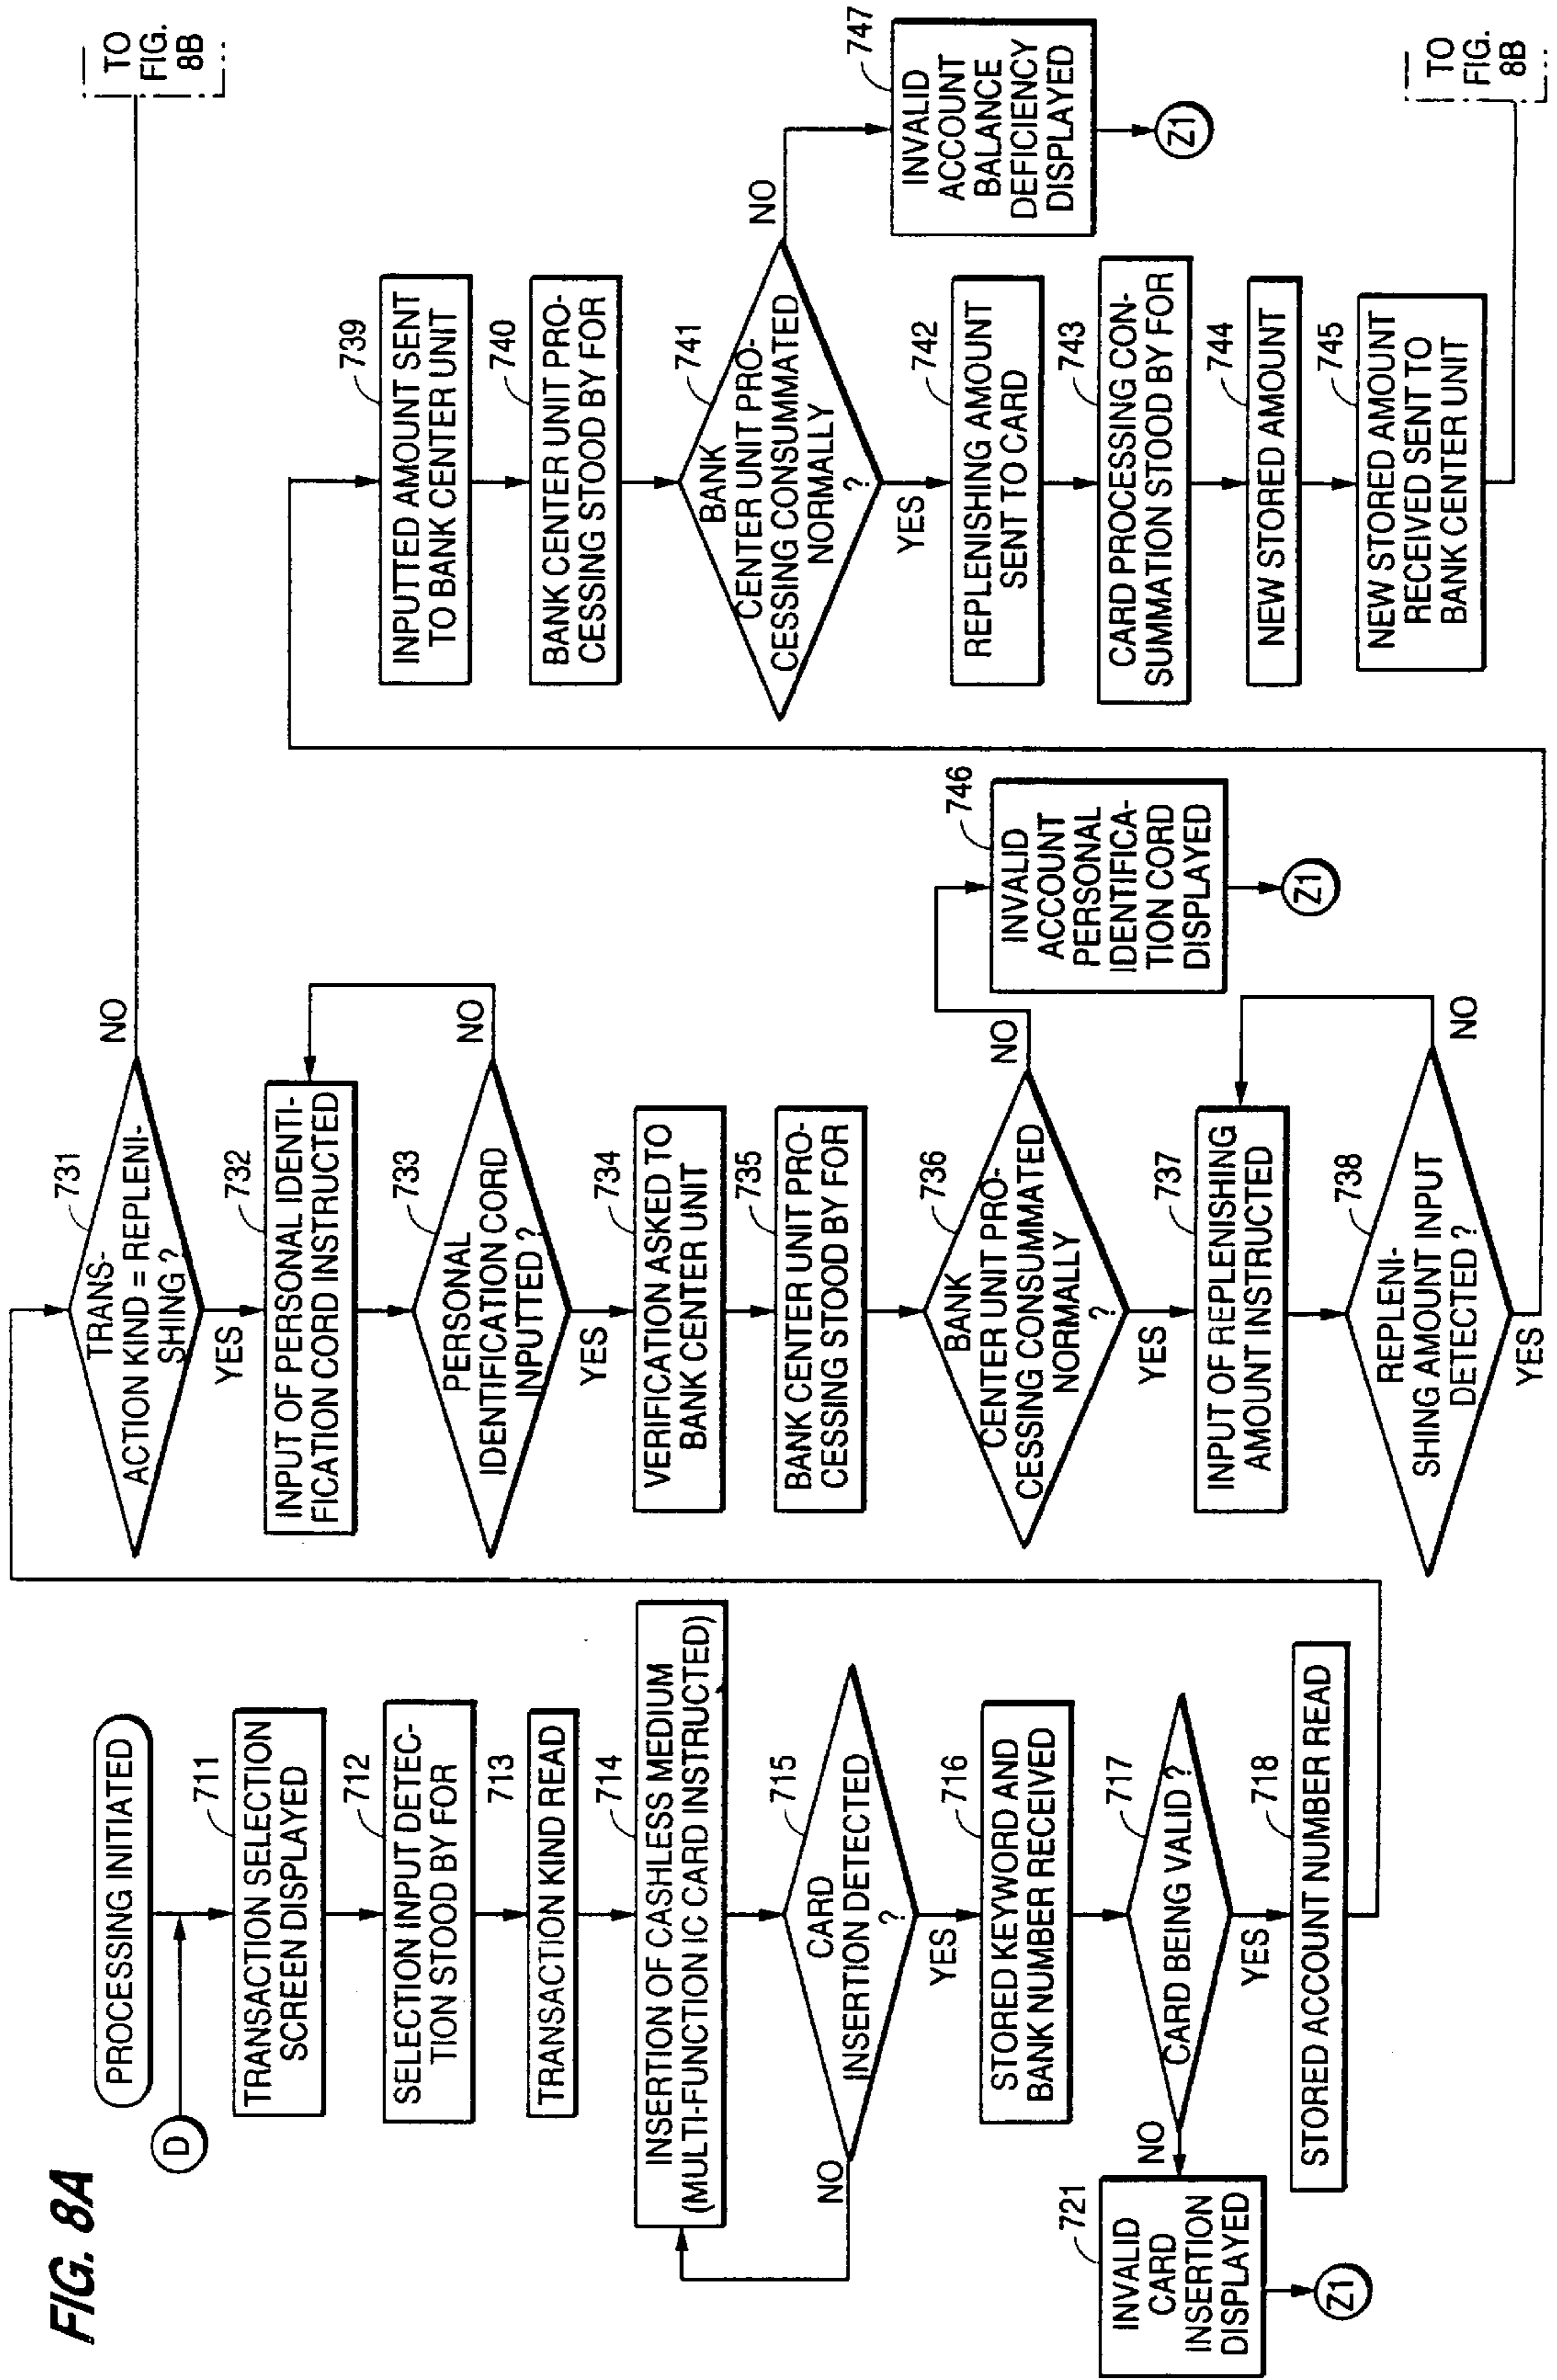 FIG. 8A
PROCESSING INITIATED
D
711
TRANSACTION SELECTION
SCREEN DISPLAYED
712
SELECTION INPUT DETEC-
TION STOOD BY FOR
713
TRANSACTION KIND READ
714
INSERTION OF CASHLESS MEDIUM
(MULTI-FUNCTION IC CARD INSTRUCTED)
715
CARD
INSERTION DETECTED
?
NO
YES
716
STORED KEYWORD AND
BANK NUMBER RECEIVED
717
CARD BEING VALID ?
NO
YES
721
INVALID
CARD
INSERTION
DISPLAYED
Z1
718
STORED ACCOUNT NUMBER READ
731
TRANS-
ACTION KIND = REPLENI-
SHING ?
NO
YES
TO
FIG.
8B
732
INPUT OF PERSONAL IDENTI-
FICATION CORD INSTRUCTED
733
PERSONAL
IDENTIFICATION CORD
INPUTTED ?
NO
YES
734
VERIFICATION ASKED TO
BANK CENTER UNIT
735
BANK CENTER UNIT PRO-
CESSING STOOD BY FOR
736
BANK
CENTER UNIT PRO-
CESSING CONSUMMATED
NORMALLY
?
NO
YES
746
INVALID
ACCOUNT
PERSONAL
IDENTIFICA-
TION CORD
DISPLAYED
Z1
737
INPUT OF REPLENISHING
AMOUNT INSTRUCTED
738
REPLENI-
SHING AMOUNT INPUT
DETECTED ?
NO
YES
739
INPUTTED AMOUNT SENT
TO BANK CENTER UNIT
740
BANK CENTER UNIT PRO-
CESSING STOOD BY FOR
741
BANK
CENTER UNIT PRO-
CESSING CONSUMMATED
NORMALLY
?
NO
YES
747
INVALID
ACCOUNT
BALANCE
DEFICIENCY
DISPLAYED
Z1
742
REPLENISHING AMOUNT
SENT TO CARD
743
CARD PROCESSING CON-
SUMMATION STOOD BY FOR
744
NEW STORED AMOUNT
745
NEW STORED AMOUNT
RECEIVED SENT TO
BANK CENTER UNIT
TO
FIG.
8B